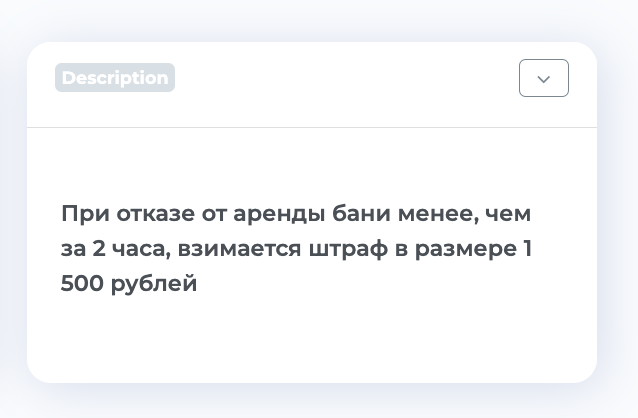 Description
При отказе от аренды бани менее, чем
за 2 часа, взимается штраф в размере 1
500 рублей